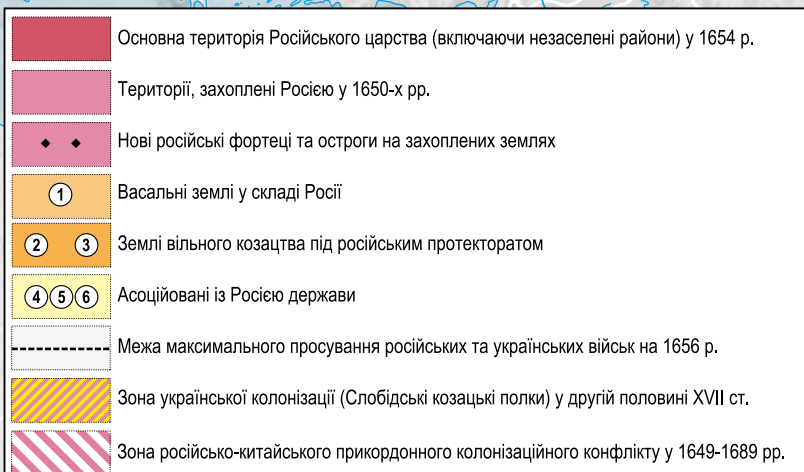 Основна територія Російського царства (включаючи незаселені райони) у 1654 р.
Території, захоплені Росією у 1650-х рр.
Нові російські фортеці та остроги на захоплених землях
1 Васальні землі у складі Росії
2 3 Землі вільного козацтва під російським протекторатом
4 5 6 Асоційовані із Росією держави
Межа максимального просування російських та українських військ на 1656 р.
Зона української колонізації (Слобідські козацькі полки) у другій половині XVII ст.
Зона російсько-китайського прикордонного колонізаційного конфлікту у 1649-1689 рр.